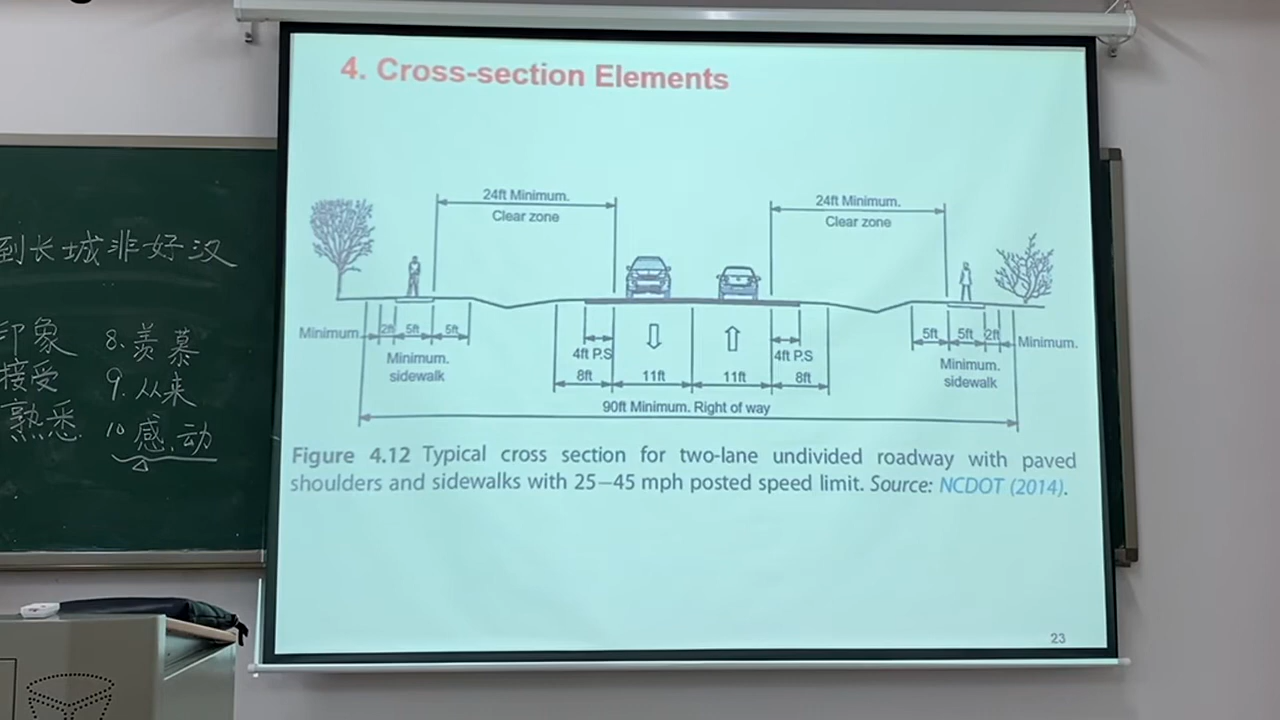 4. Cross-section Elements
24ft Minimum.
Clear zone
24ft Minimum.
Clear zone
Minimum.
2ft
5ft
5ft
Minimum.
sidewalk
4ft P.S
8ft
11ft
11ft
4ft P.S
8ft
5ft
5ft
2ft
Minimum.
Minimum.
sidewalk
90ft Minimum. Right of way
Figure 4.12 Typical cross section for two-lane undivided roadway with paved
shoulders and sidewalks with 25–45 mph posted speed limit. Source: NCDOT (2014).
23
到长城非好汉
印象
接受
熟悉
8. 羡慕
9. 从来
10 感动